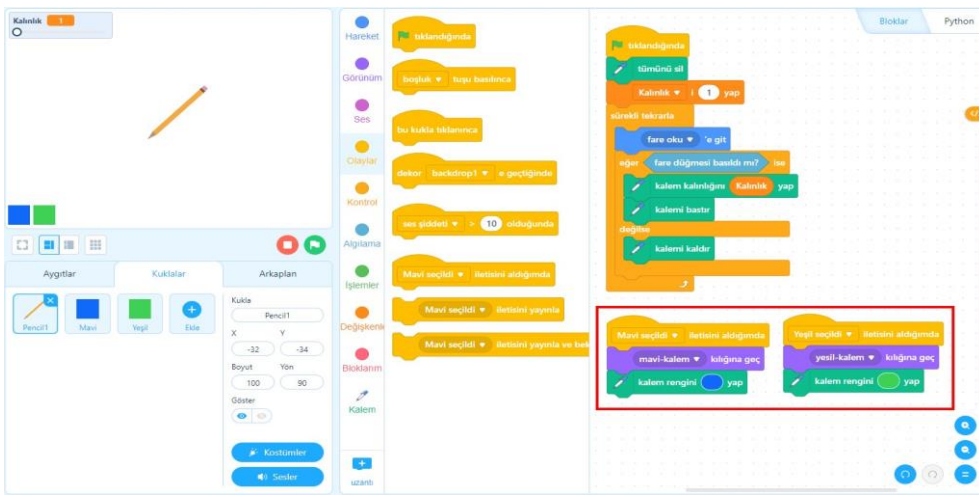 Kalınlık 1
Aygıtlar
Kuklalar
Arkaplan
Pencil1
Mavi
Yeşil
Ekle
Kukla
Pencil1
X
Y
-32
-34
Boyut
Yön
100
90
Göster
Kostümler
Sesler
Hareket
Görünüm
Ses
Olaylar
Kontrol
Algılama
İşlemler
Değişkenle
Bloklarım
Kalem
uzantı
tıklandığında
boşluk tuşu basılınca
bu kukla tıklanınca
dekor backdrop1 e geçtiğinde
ses şiddeti > 10 olduğunda
Mavi seçildi iletisini aldığımda
Mavi seçildi iletisini yayımla
Mavi seçildi iletisini yayımla ve bek
Bloklar
Python
tıklandığında
tümünü sil
Kalınlık i 1 yap
sürekli tekrarla
fare oku 'e git
eğer fare düğmesi basıldı mı? ise
kalem kalınlığını Kalınlık yap
kalemi bastır
değilse
kalemi kaldır
Mavi seçildi iletisini aldığımda
mavi-kalem kılığına geç
kalem rengini yap
Yeşil seçildi iletisini aldığımda
yesil-kalem kılığına geç
kalem rengini yap